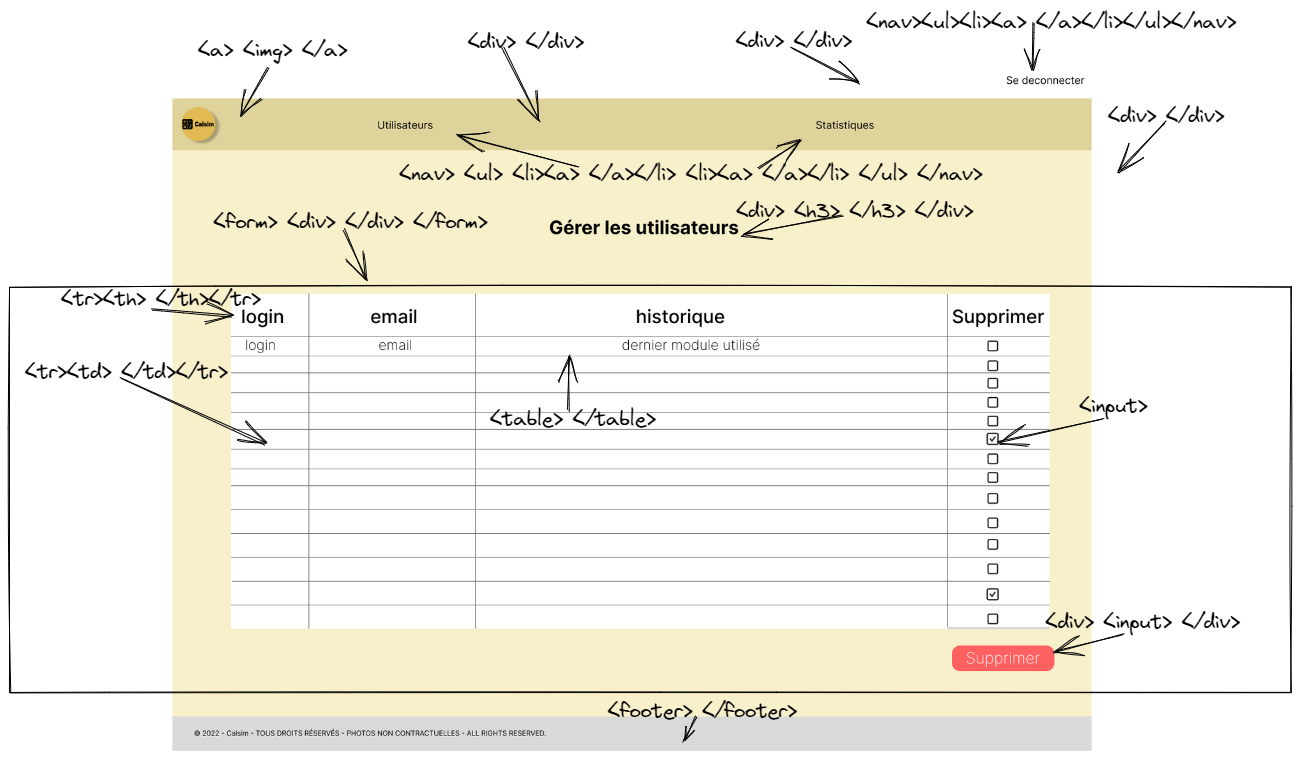 <nav><ul><li><a> </a></li></ul></nav>
<a> <img> </a>
<div> </div>
<div> </div>
Se deconnecter
<div> </div>
Calsim
Utilisateurs
Statistiques
<nav> <ul> <li><a> </a></li> <li><a> </a></li> </ul> </nav>
<form> <div> </div> </form>
<div> <h3> </h3> </div>
Gérer les utilisateurs
<tr><th> </th></tr>
login email historique Supprimer
login email dernier module utilisé
<tr><td> </td></tr>
<table> </table>
<input>
<div> <input> </div>
Supprimer
<footer> </footer>
© 2022 - Calsim - TOUS DROITS RÉSERVÉS - PHOTOS NON CONTRACTUELLES - ALL RIGHTS RESERVED.